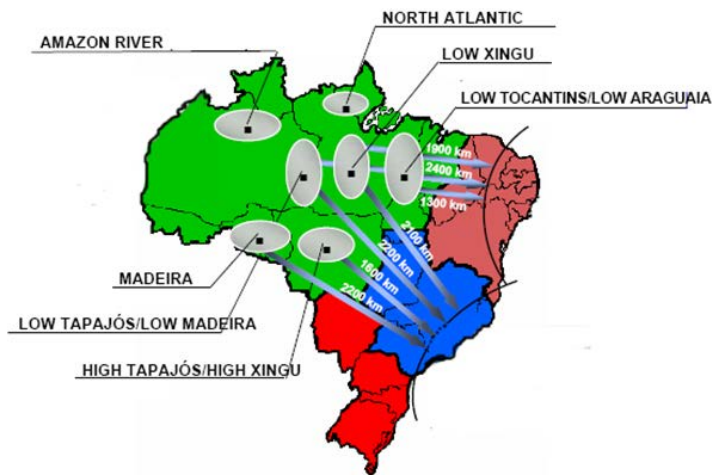 NORTH ATLANTIC
AMAZON RIVER
LOW XINGU
LOW TOCANTINS/LOW ARAGUAIA
1900 km
2400 km
1300 km
2100 km
2200 km
1600 km
2200 km
MADEIRA
LOW TAPAJÓS/LOW MADEIRA
HIGH TAPAJÓS/HIGH XINGU